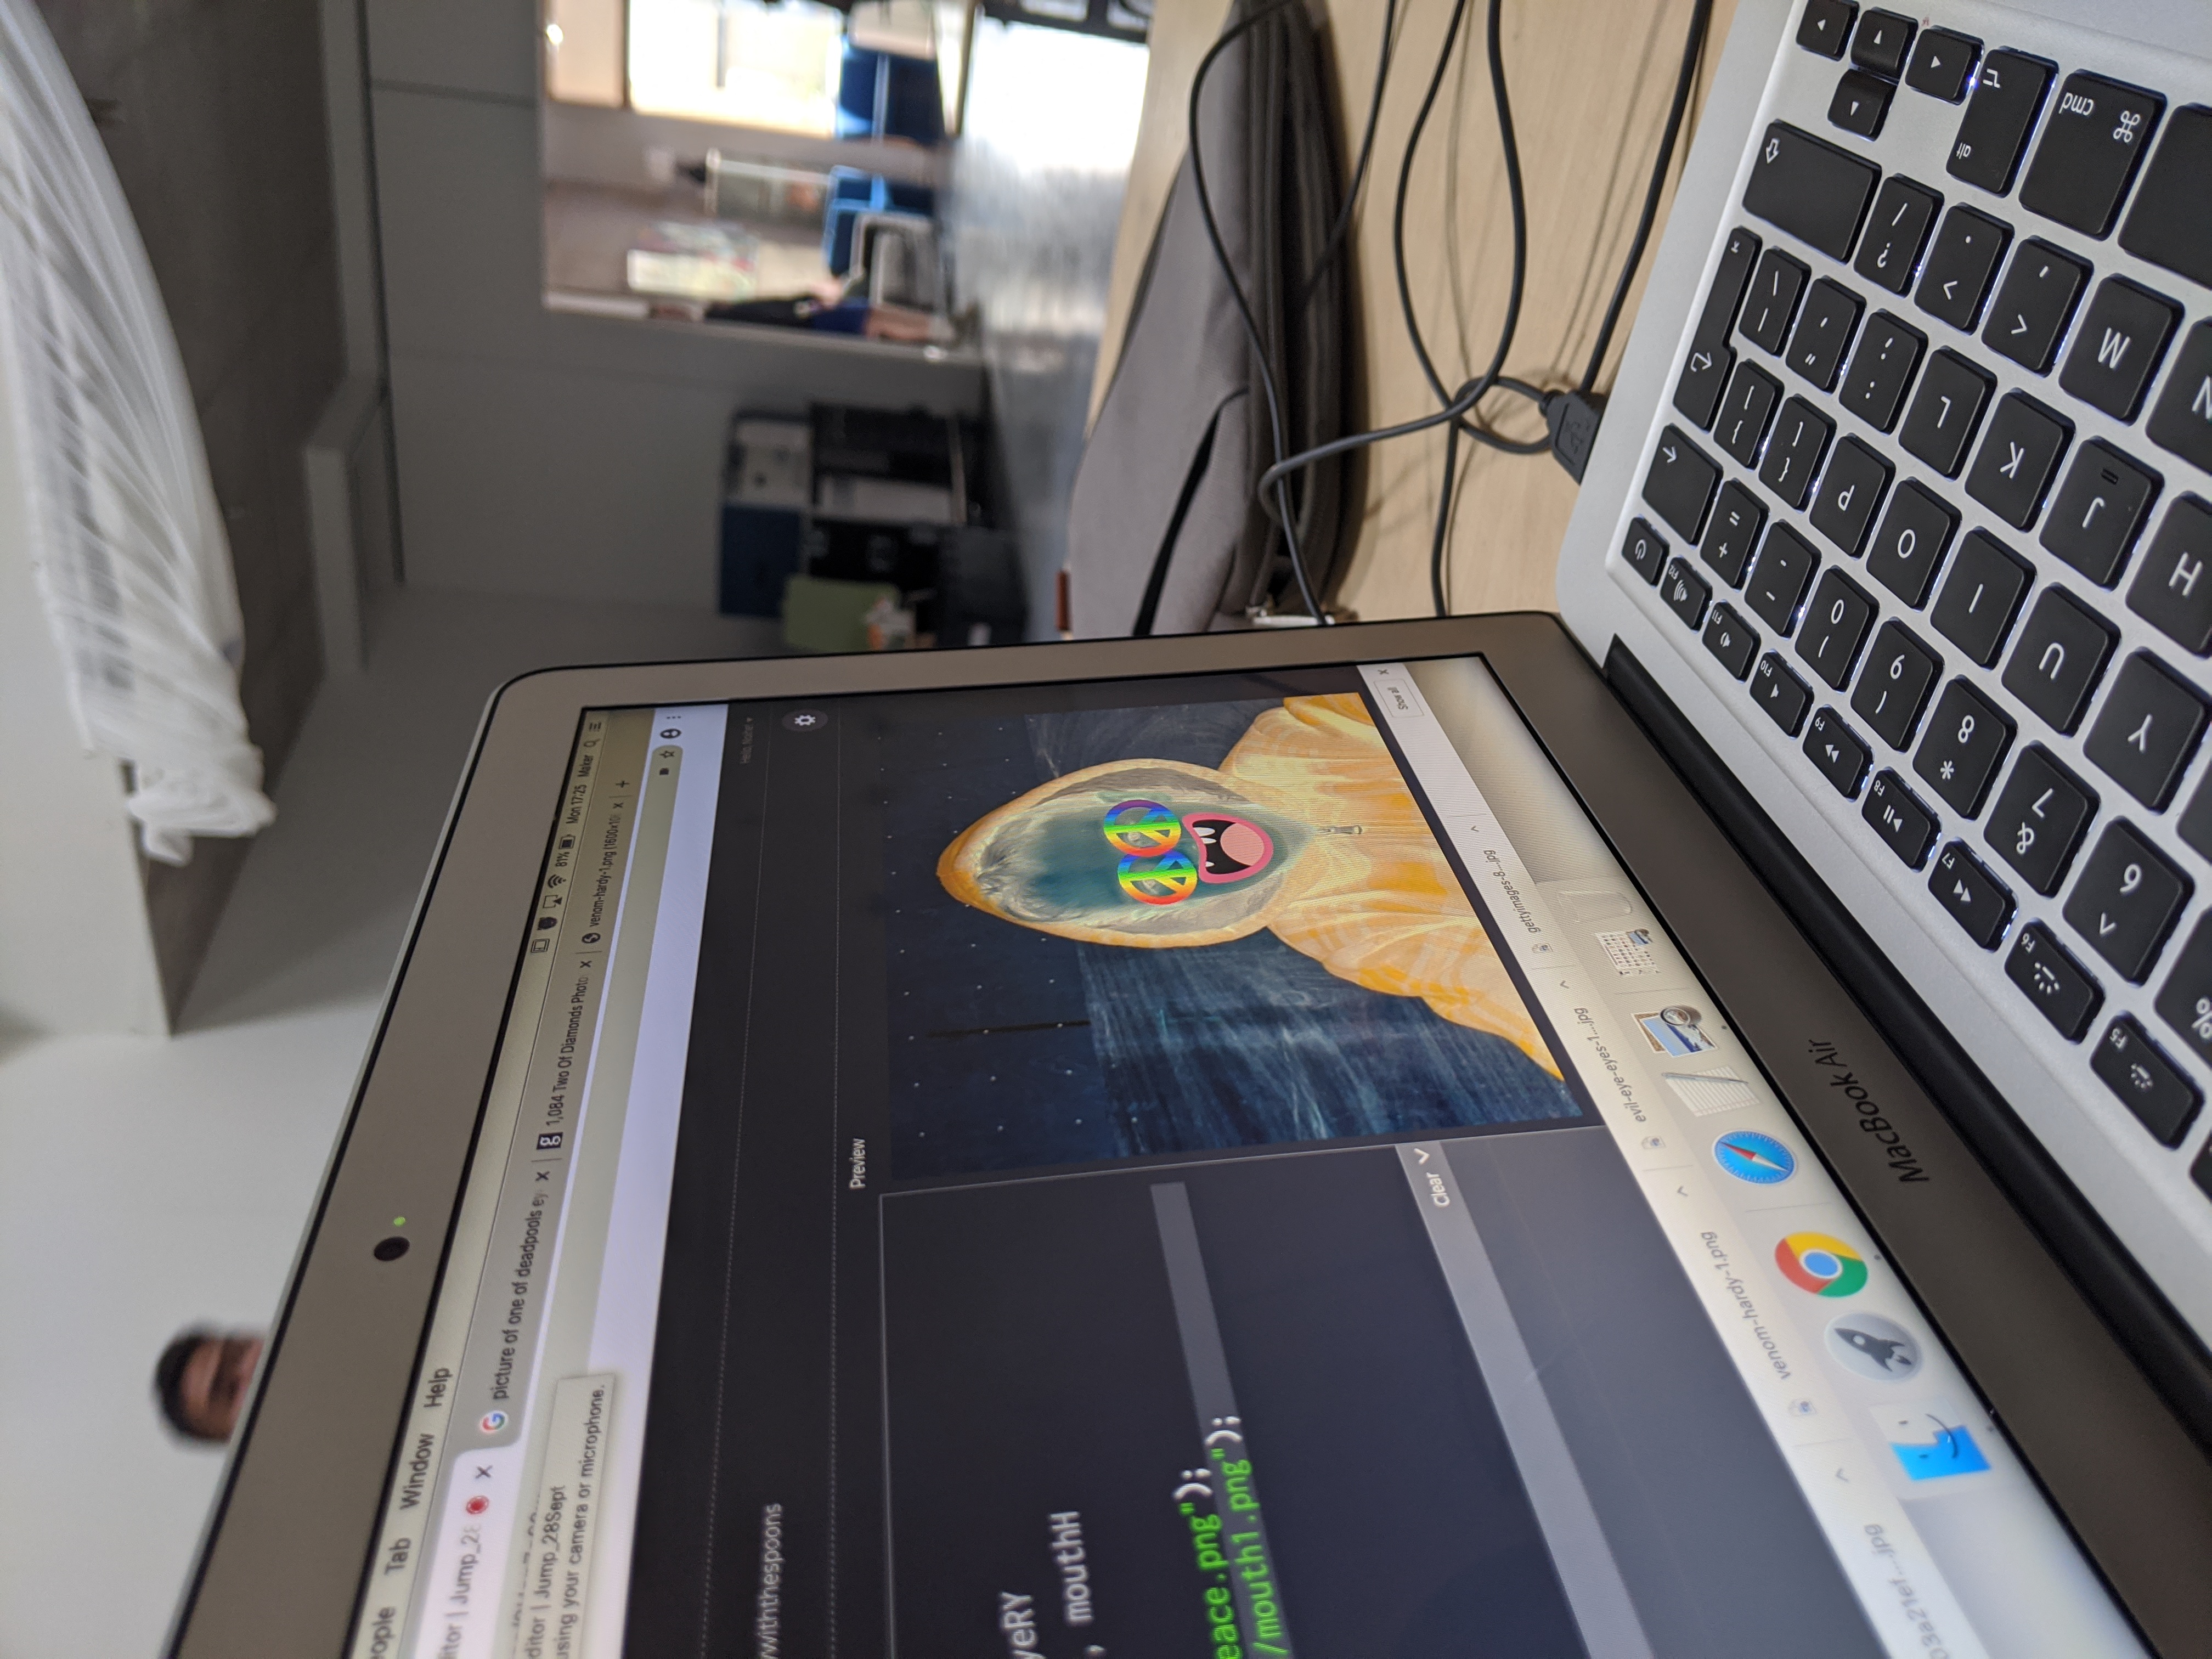 eople Tab Window Help
81% Mon 17:25 Maker
ditor | Jump_28
picture of one of deadpools ey
1,084 Two Of Diamonds Photo
venom-hardy-1.png (1600×10
ditor | Jump_28Sept
using your camera or microphone.
withthespoons
Preview
yeRY
, mouthH
eace.png");
/mouth1.png");
Clear
Show all
03a21ef....jpg
venom-hardy-1.png
evil-eye-eyes-1....jpg
gettyimages-8....jpg
MacBook Air
F12
F11
F10
F9
F8
F7
F6
F5
+ =
_ -
) 0
( 9
* 8
& 7
^ 6
%
} ]
{ [
P
O
I
U
Y
| \
" '
: ;
L
K
J
H
? /
> .
< ,
M
N
alt
cmd ⌘